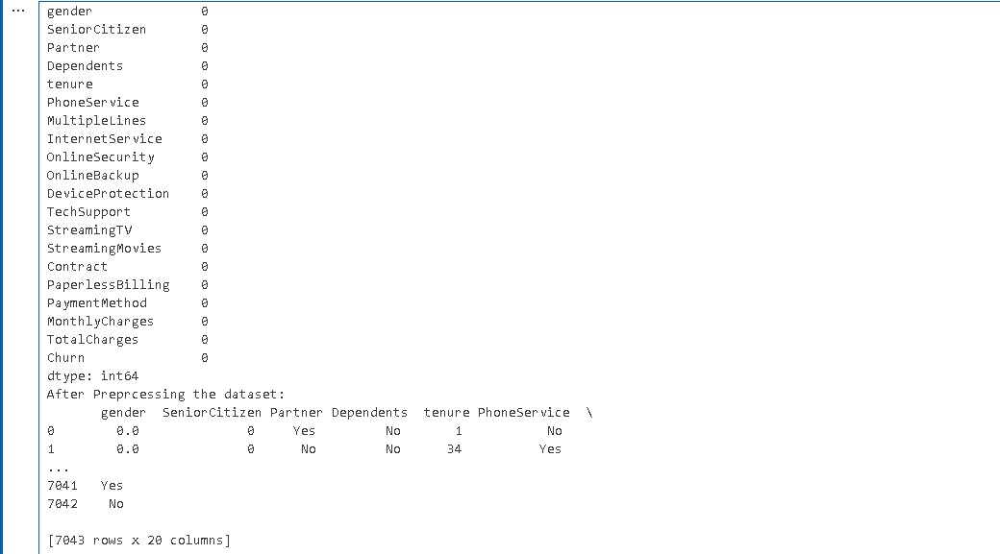 ...
gender 0
SeniorCitizen 0
Partner 0
Dependents 0
tenure 0
PhoneService 0
MultipleLines 0
InternetService 0
OnlineSecurity 0
OnlineBackup 0
DeviceProtection 0
TechSupport 0
StreamingTV 0
StreamingMovies 0
Contract 0
PaperlessBilling 0
PaymentMethod 0
MonthlyCharges 0
TotalCharges 0
Churn 0
dtype: int64
After Preprcessing the dataset:
gender SeniorCitizen Partner Dependents tenure PhoneService \
0 0.0 0 Yes No 1 No
1 0.0 0 No No 34 Yes
...
7041 Yes
7042 No
[7043 rows x 20 columns]